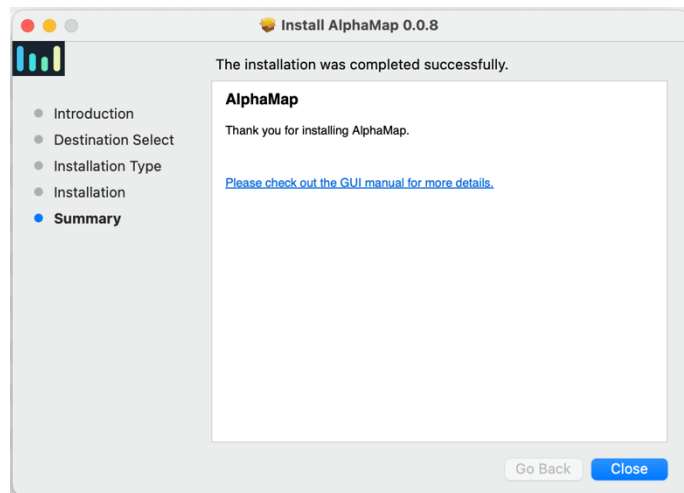 Install AlphaMap 0.0.8
The installation was completed successfully.
Introduction
Destination Select
Installation Type
Installation
Summary
AlphaMap
Thank you for installing AlphaMap.
Please check out the GUI manual for more details.
Go Back
Close